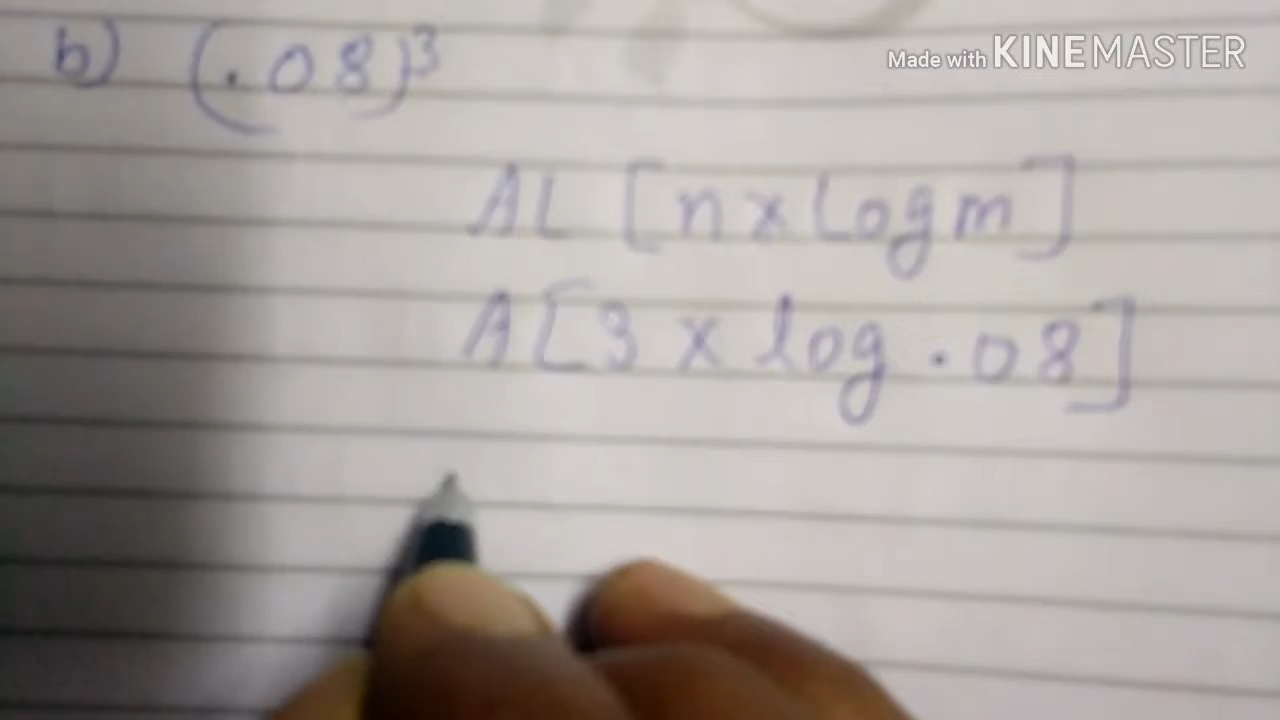 b) (.08)³
Made with KINEMASTER
AL [n x Log m]
A[3 x log .08]